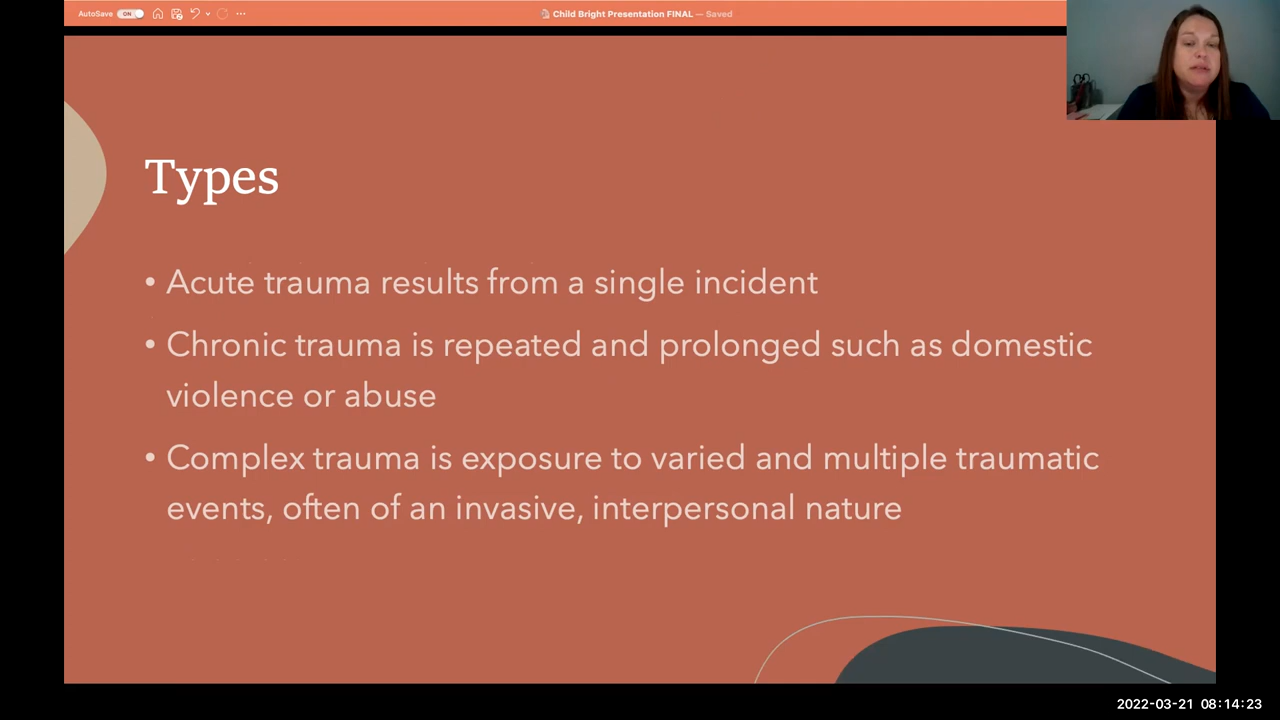 AutoSave ON Child Bright Presentation FINAL — Saved
Types
• Acute trauma results from a single incident
• Chronic trauma is repeated and prolonged such as domestic
violence or abuse
• Complex trauma is exposure to varied and multiple traumatic
events, often of an invasive, interpersonal nature
2022-03-21 08:14:23